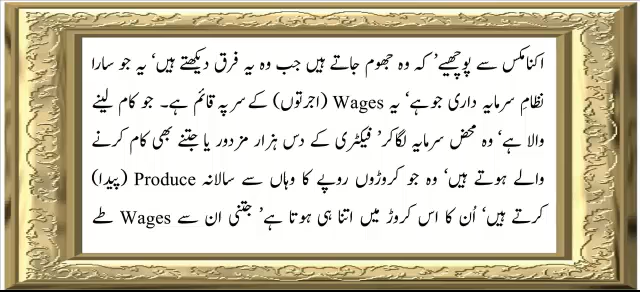 اکنامکس سے پوچھیے‘ کہ وہ جھوم جاتے ہیں جب وہ یہ فرق دیکھتے ہیں‘ یہ جو سارا
نظامِ سرمایہ داری جو ہے‘ یہ Wages (اجرتوں) کے سر پہ قائم ہے۔ جو کام لینے
والا ہے‘ وہ محض سرمایہ لگا کر‘ فیکٹری کے دس ہزار مزدور یا جتنے بھی کام کرنے
والے ہوتے ہیں‘ وہ جو کروڑوں روپے کا وہاں سے سالانہ Produce (پیدا)
کرتے ہیں‘ اُن کا اس کروڑ میں اتنا ہی ہوتا ہے‘ جتنی ان سے Wages طے